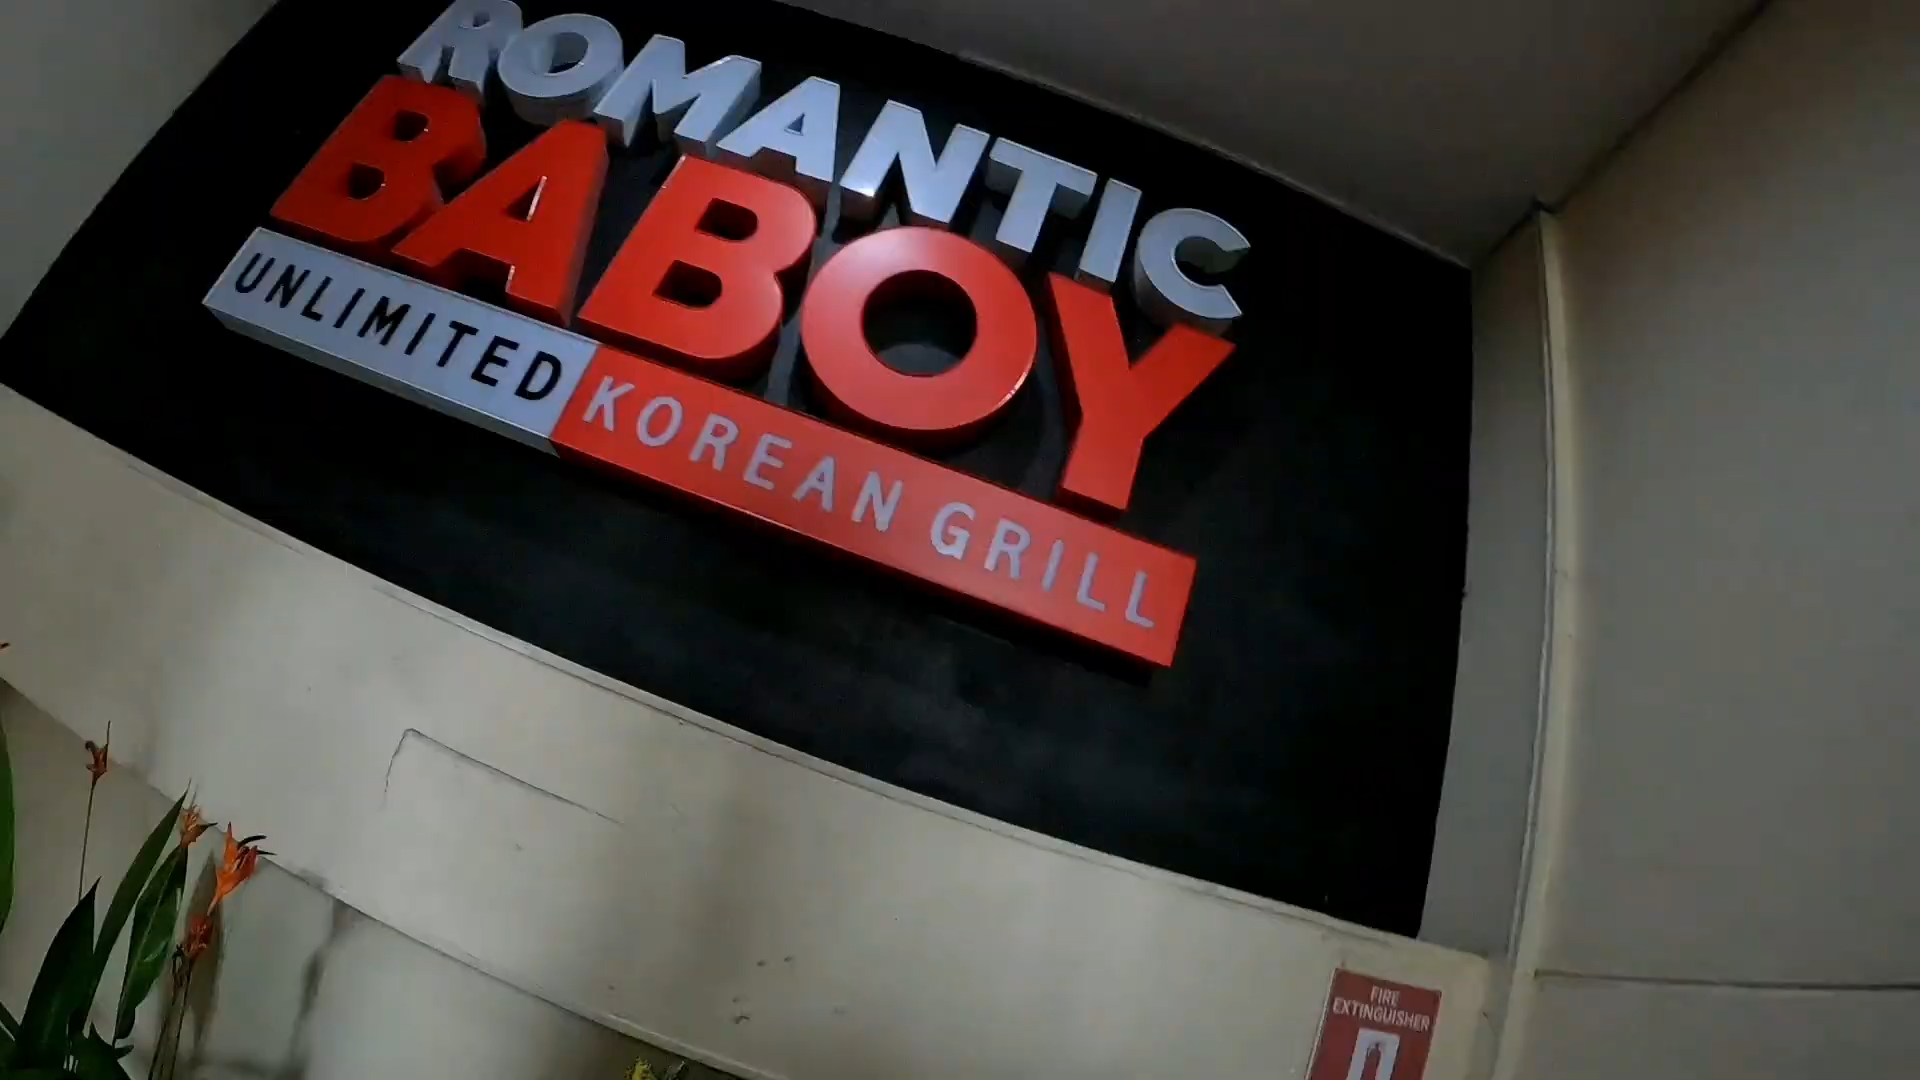 ROMANTIC
BABOY
UNLIMITED KOREAN GRILL
FIRE
EXTINGUISHER